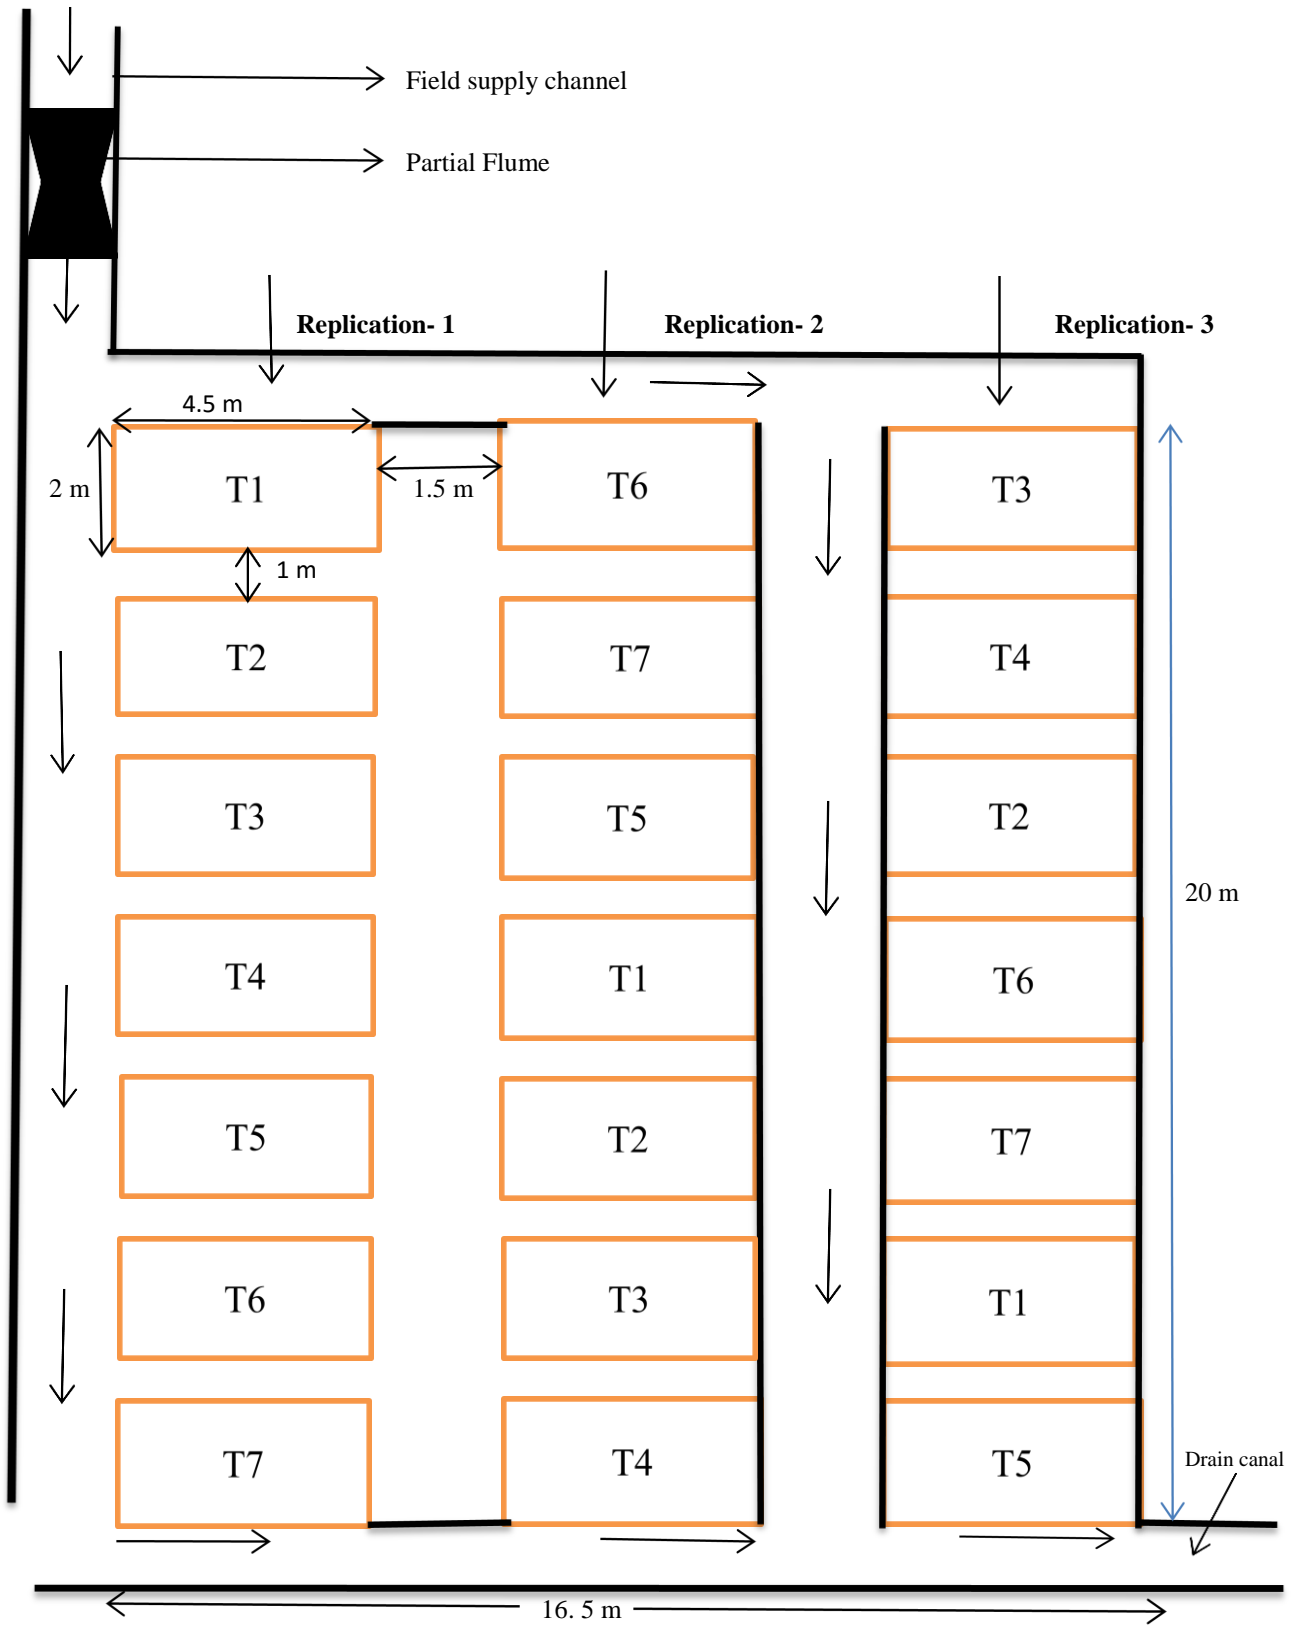 Field supply channel
Partial Flume
Replication- 1
Replication- 2
Replication- 3
4.5 m
2 m
T1
1.5 m
T6
T3
1 m
T2
T7
T4
T3
T5
T2
20 m
T4
T1
T6
T5
T2
T7
T6
T3
T1
T7
T4
T5
Drain canal
16. 5 m